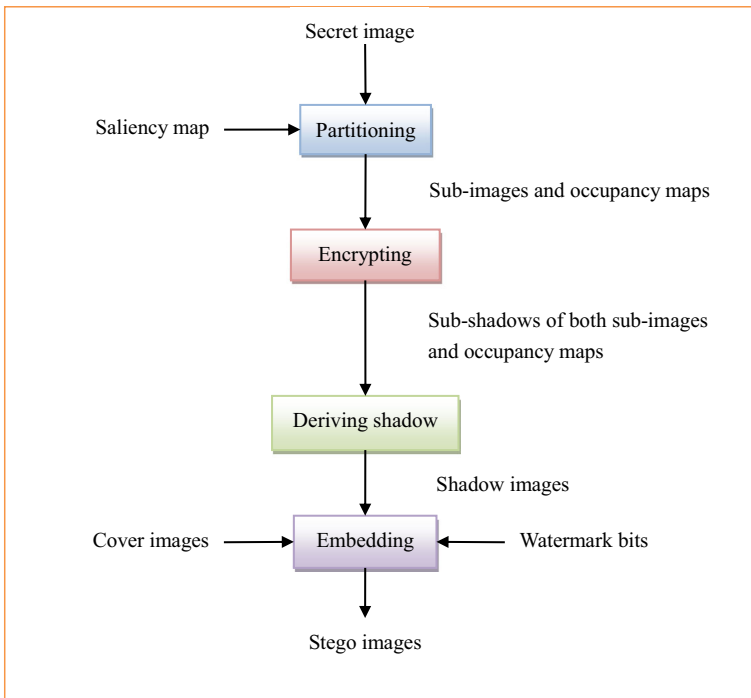 Secret image
Saliency map
Partitioning
Sub-images and occupancy maps
Encrypting
Sub-shadows of both sub-images
and occupancy maps
Deriving shadow
Shadow images
Cover images
Embedding
Watermark bits
Stego images